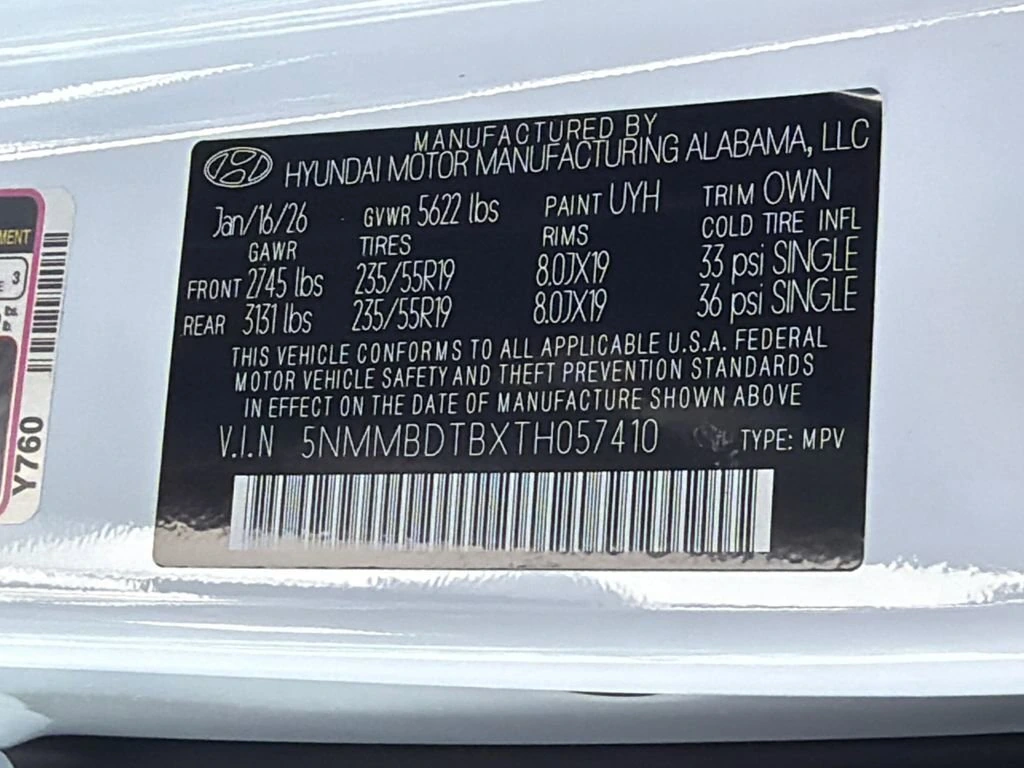 MANUFACTURED BY
HYUNDAI MOTOR MANUFACTURING ALABAMA, LLC
Jan/16/26 GVWR 5622 lbs PAINT UYH TRIM OWN
GAWR TIRES RIMS COLD TIRE INFL
FRONT 2745 lbs 235/55R19 8.0JX19 33 psi SINGLE
REAR 3131 lbs 235/55R19 8.0JX19 36 psi SINGLE
THIS VEHICLE CONFORMS TO ALL APPLICABLE U.S.A. FEDERAL
MOTOR VEHICLE SAFETY AND THEFT PREVENTION STANDARDS
IN EFFECT ON THE DATE OF MANUFACTURE SHOWN ABOVE
V.I.N 5NMMBDTBXTH057410 TYPE: MPV
MENT
3
Y760